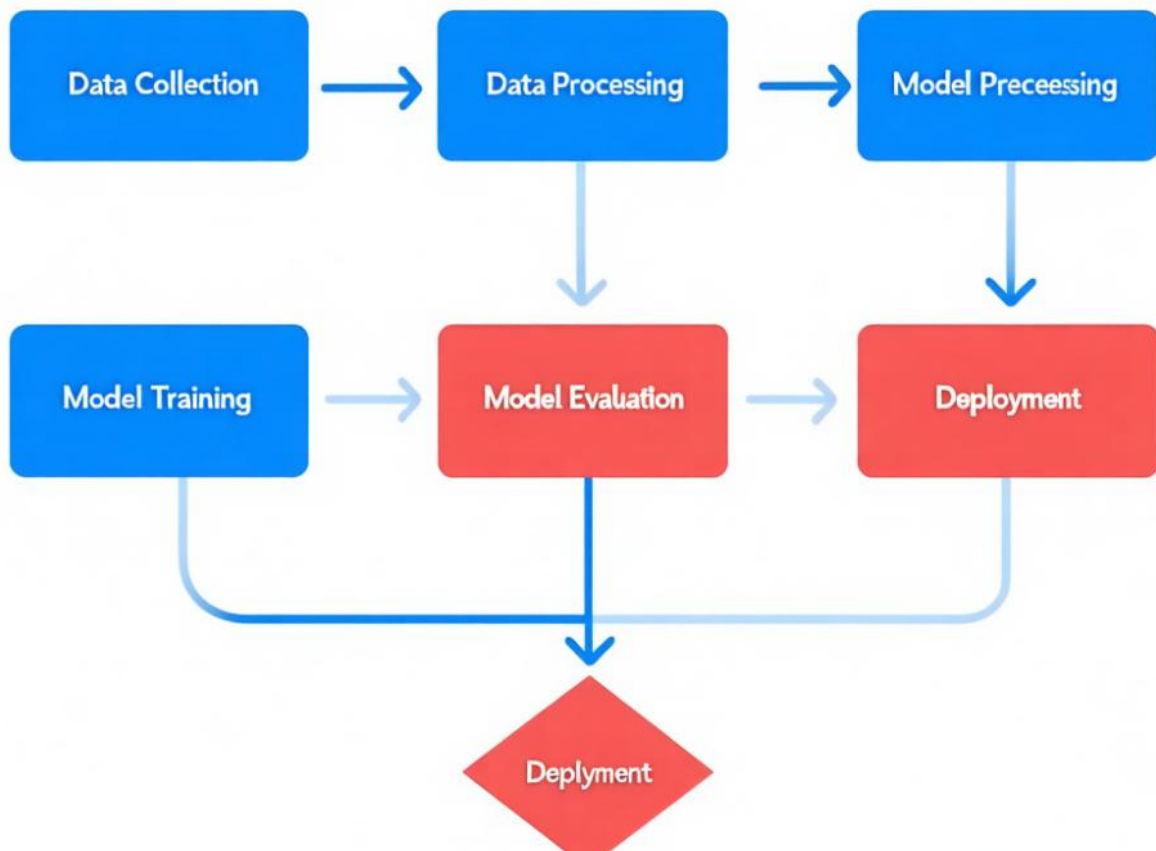 Data Collection
Data Processing
Model Preceessing
Model Training
Model Evaluation
Deployment
Deplyment